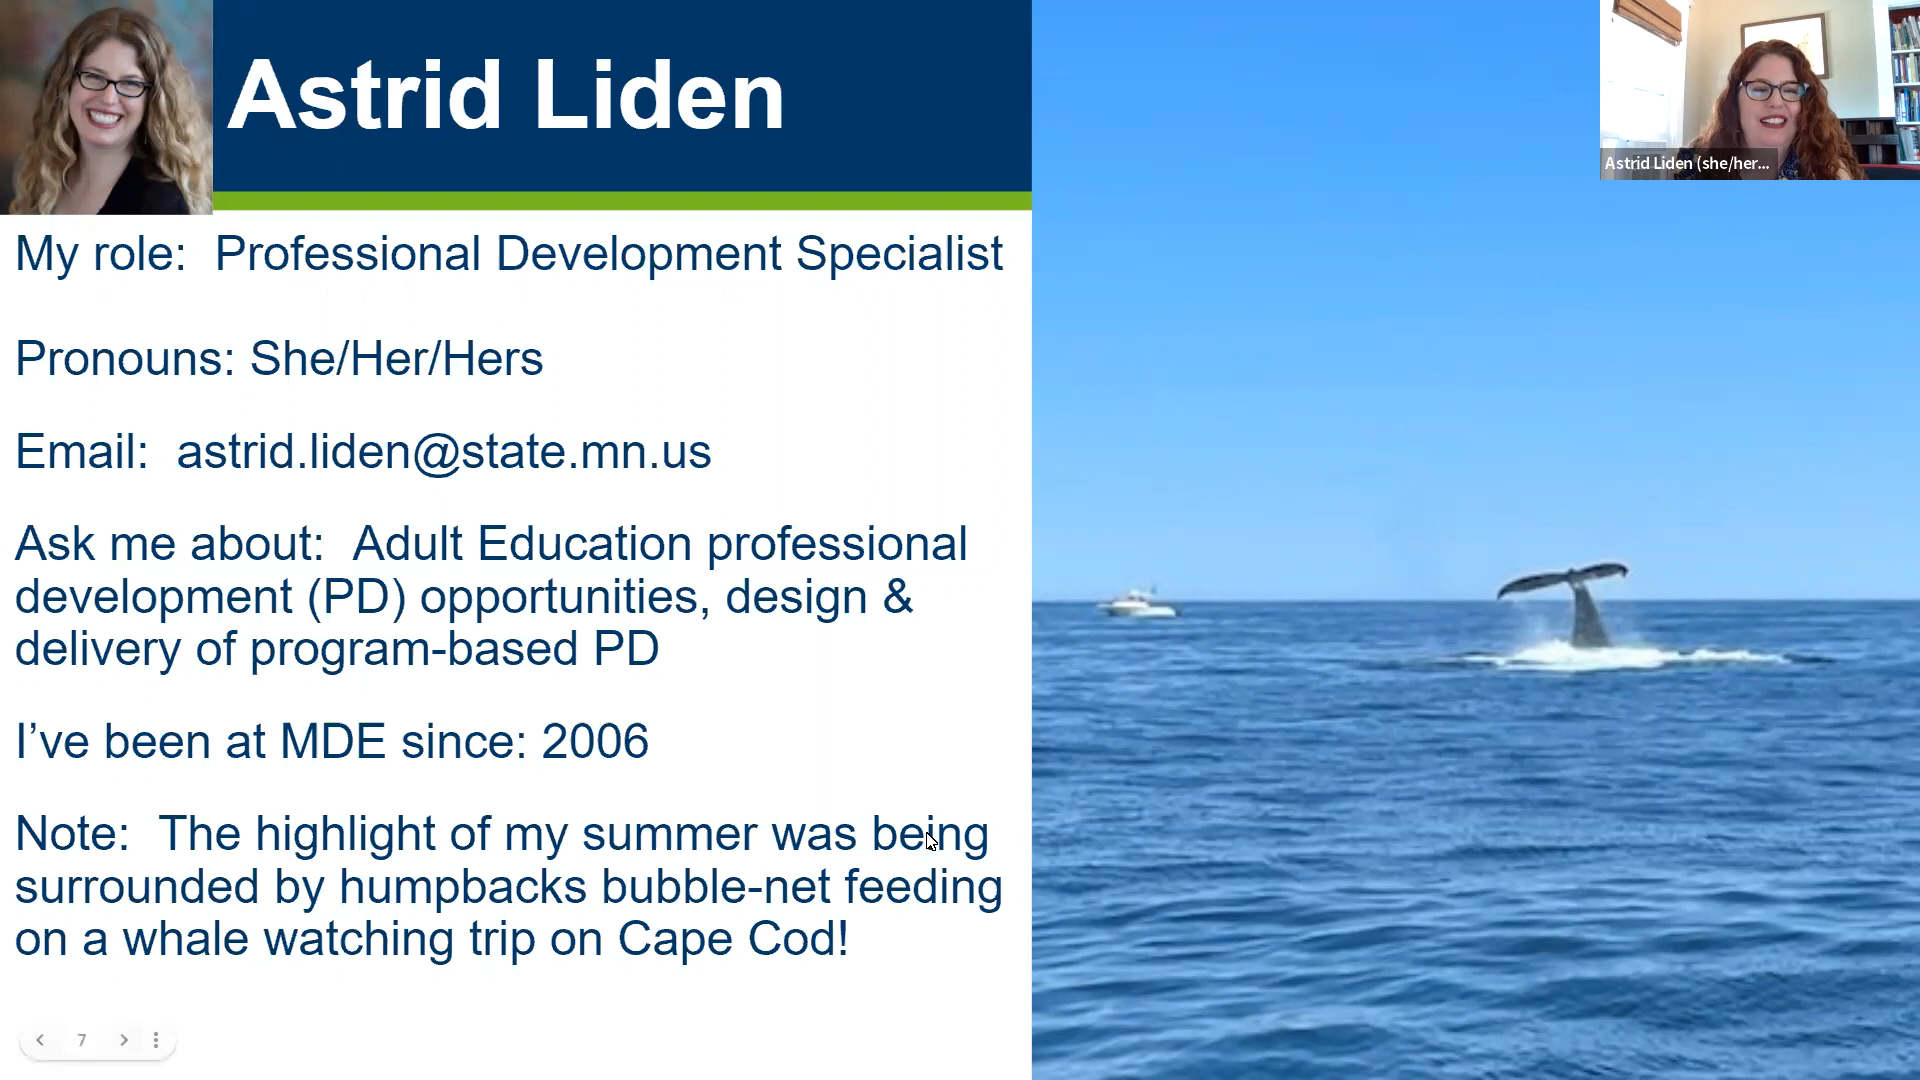 Astrid Liden
My role:  Professional Development Specialist
Pronouns: She/Her/Hers
Email:  astrid.liden@state.mn.us
Ask me about:  Adult Education professional
development (PD) opportunities, design &
delivery of program-based PD
I’ve been at MDE since: 2006
Note:  The highlight of my summer was being
surrounded by humpbacks bubble-net feeding
on a whale watching trip on Cape Cod!
7
Astrid Liden (she/her...